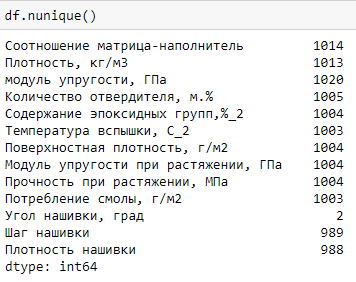 df.nunique()
Соотношение матрица-наполнитель 1014
Плотность, кг/м3 1013
модуль упругости, ГПа 1020
Количество отвердителя, м.% 1005
Содержание эпоксидных групп,%_2 1004
Температура вспышки, С_2 1003
Поверхностная плотность, г/м2 1004
Модуль упругости при растяжении, ГПа 1004
Прочность при растяжении, МПа 1004
Потребление смолы, г/м2 1003
Угол нашивки, град 2
Шаг нашивки 989
Плотность нашивки 988
dtype: int64